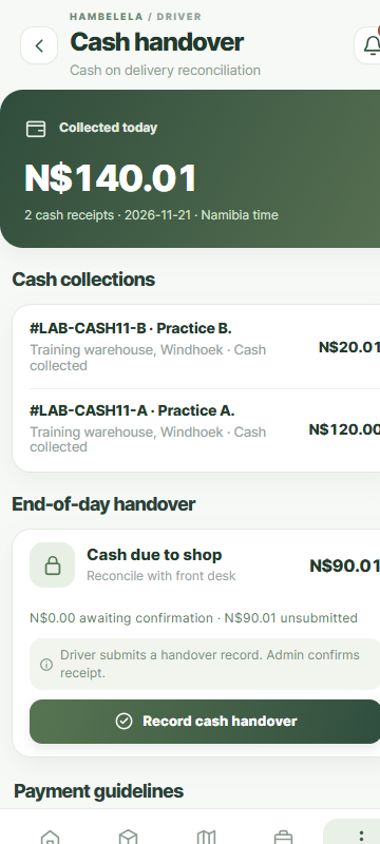 HAMBELELA / DRIVER
Cash handover
Cash on delivery reconciliation
Collected today
N$140.01
2 cash receipts · 2026-11-21 · Namibia time
Cash collections
#LAB-CASH11-B · Practice B.
Training warehouse, Windhoek · Cash
collected
N$20.01
#LAB-CASH11-A · Practice A.
Training warehouse, Windhoek · Cash
collected
N$120.00
End-of-day handover
Cash due to shop
Reconcile with front desk
N$90.01
N$0.00 awaiting confirmation · N$90.01 unsubmitted
Driver submits a handover record. Admin confirms
receipt.
Record cash handover
Payment guidelines